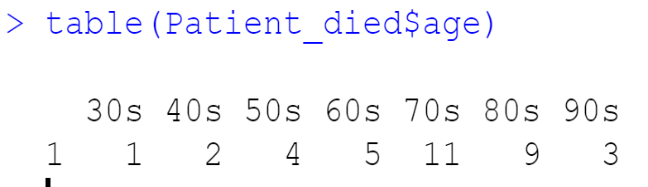 > table(Patient_died$age)
30s 40s 50s 60s 70s 80s 90s
1 1 2 4 5 11 9 3